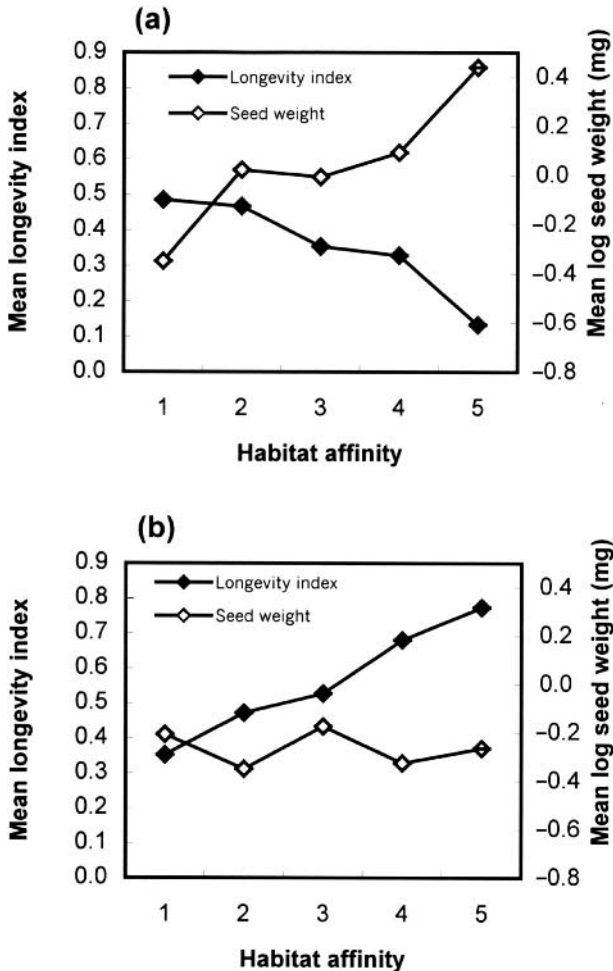 (a)
Mean longevity index
0.9
0.8
0.7
0.6
0.5
0.4
0.3
0.2
0.1
0.0
Longevity index
Seed weight
0.4
0.2
0.0
−0.2
−0.4
−0.6
−0.8
Mean log seed weight (mg)
1 2 3 4 5
Habitat affinity
(b)
Mean longevity index
0.9
0.8
0.7
0.6
0.5
0.4
0.3
0.2
0.1
0.0
Longevity index
Seed weight
0.4
0.2
0.0
−0.2
−0.4
−0.6
−0.8
Mean log seed weight (mg)
1 2 3 4 5
Habitat affinity